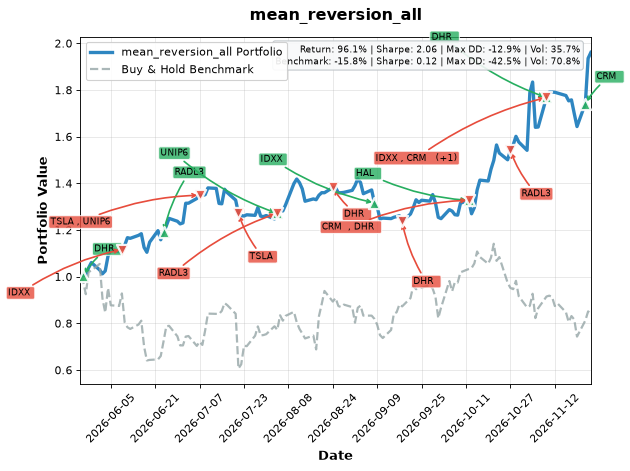 mean_reversion_all
DHR
mean_reversion_all Portfolio
Buy & Hold Benchmark
Return: 96.1% | Sharpe: 2.06 | Max DD: -12.9% | Vol: 35.7%
Benchmark: -15.8% | Sharpe: 0.12 | Max DD: -42.5% | Vol: 70.8%
CRM
UNIP6
IDXX
IDXX , CRM (+1)
RADL3
HAL
RADL3
TSLA , UNIP6
DHR
CRM , DHR
DHR
TSLA
RADL3
DHR
IDXX
Portfolio Value
2.0
1.8
1.6
1.4
1.2
1.0
0.8
0.6
2026-06-05
2026-06-21
2026-07-07
2026-07-23
2026-08-08
2026-08-24
2026-09-09
2026-09-25
2026-10-11
2026-10-27
2026-11-12
Date